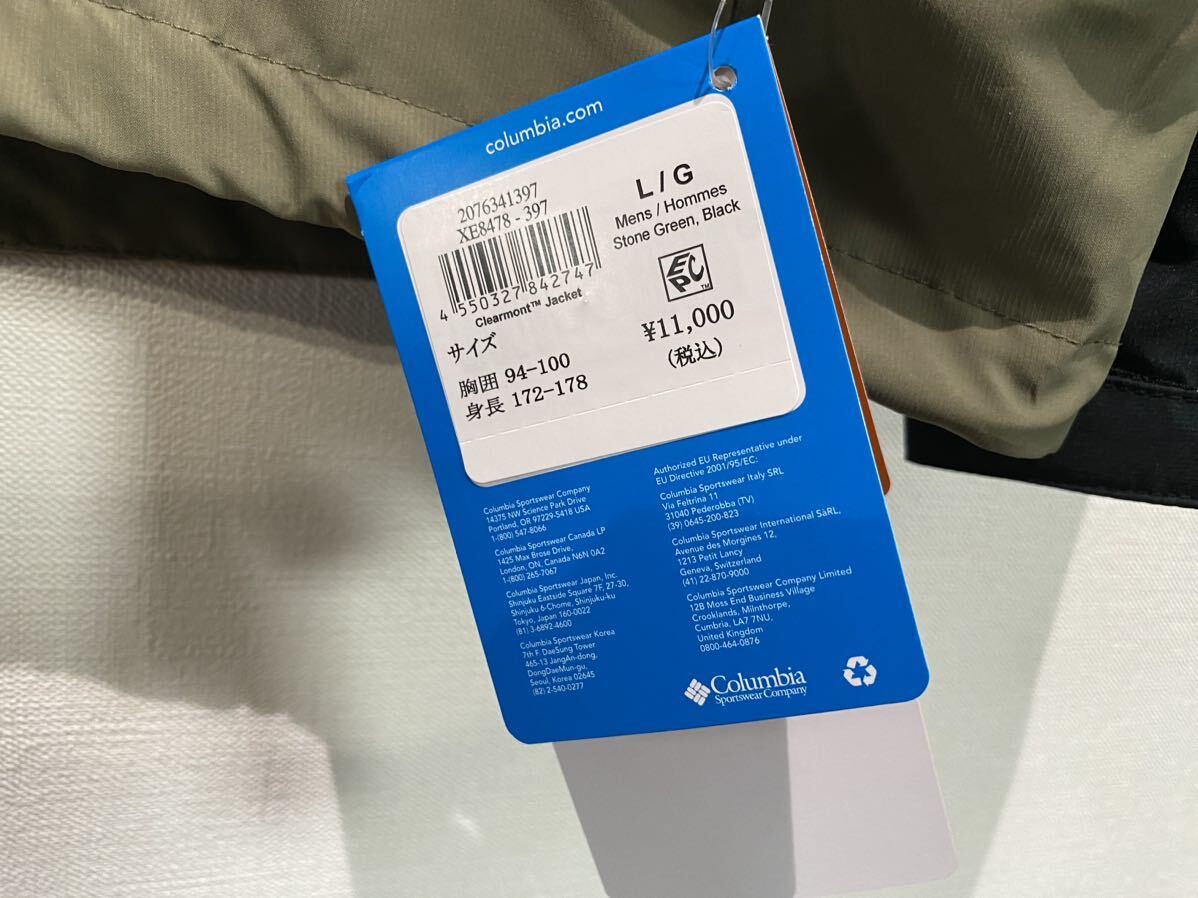 columbia.com
2076341397
XE8478-397
4 550327 842747
Clearmont™ Jacket
サイズ
胸囲 94-100
身長 172-178
L / G
Mens / Hommes
Stone Green, Black
EPC™
¥11,000
(税込)
Columbia Sportswear Company
14375 NW Science Park Drive
Portland, OR 97229-5418 USA
1-(800) 547-8066
Columbia Sportswear Canada LP
1425 Max Brose Drive,
London, ON, Canada N6N 0A2
1-(800) 265-7067
Columbia Sportswear Japan, Inc.
Shinjuku Eastside Square 7F, 27-30,
Shinjuku 6-Chome, Shinjuku-ku
Tokyo, Japan 160-0022
(81) 3-6892-4600
Columbia Sportswear Korea
7th F. DaeSung Tower
465-13 JangAn-dong,
DongDaeMun-gu,
Seoul, Korea 02645
(82) 2-540-0277
Authorized EU Representative under
EU Directive 2001/95/EC:
Columbia Sportswear Italy SRL
Via Feltrina 11
31040 Pederobba (TV)
(39) 0645-200-823
Columbia Sportswear International SàRL,
Avenue des Morgines 12,
1213 Petit Lancy
Geneva, Switzerland
(41) 22-870-9000
Columbia Sportswear Company Limited
12B Moss End Business Village
Crooklands, Milnthorpe,
Cumbria, LA7 7NU,
United Kingdom
0800-464-0876
Columbia
Sportswear Company